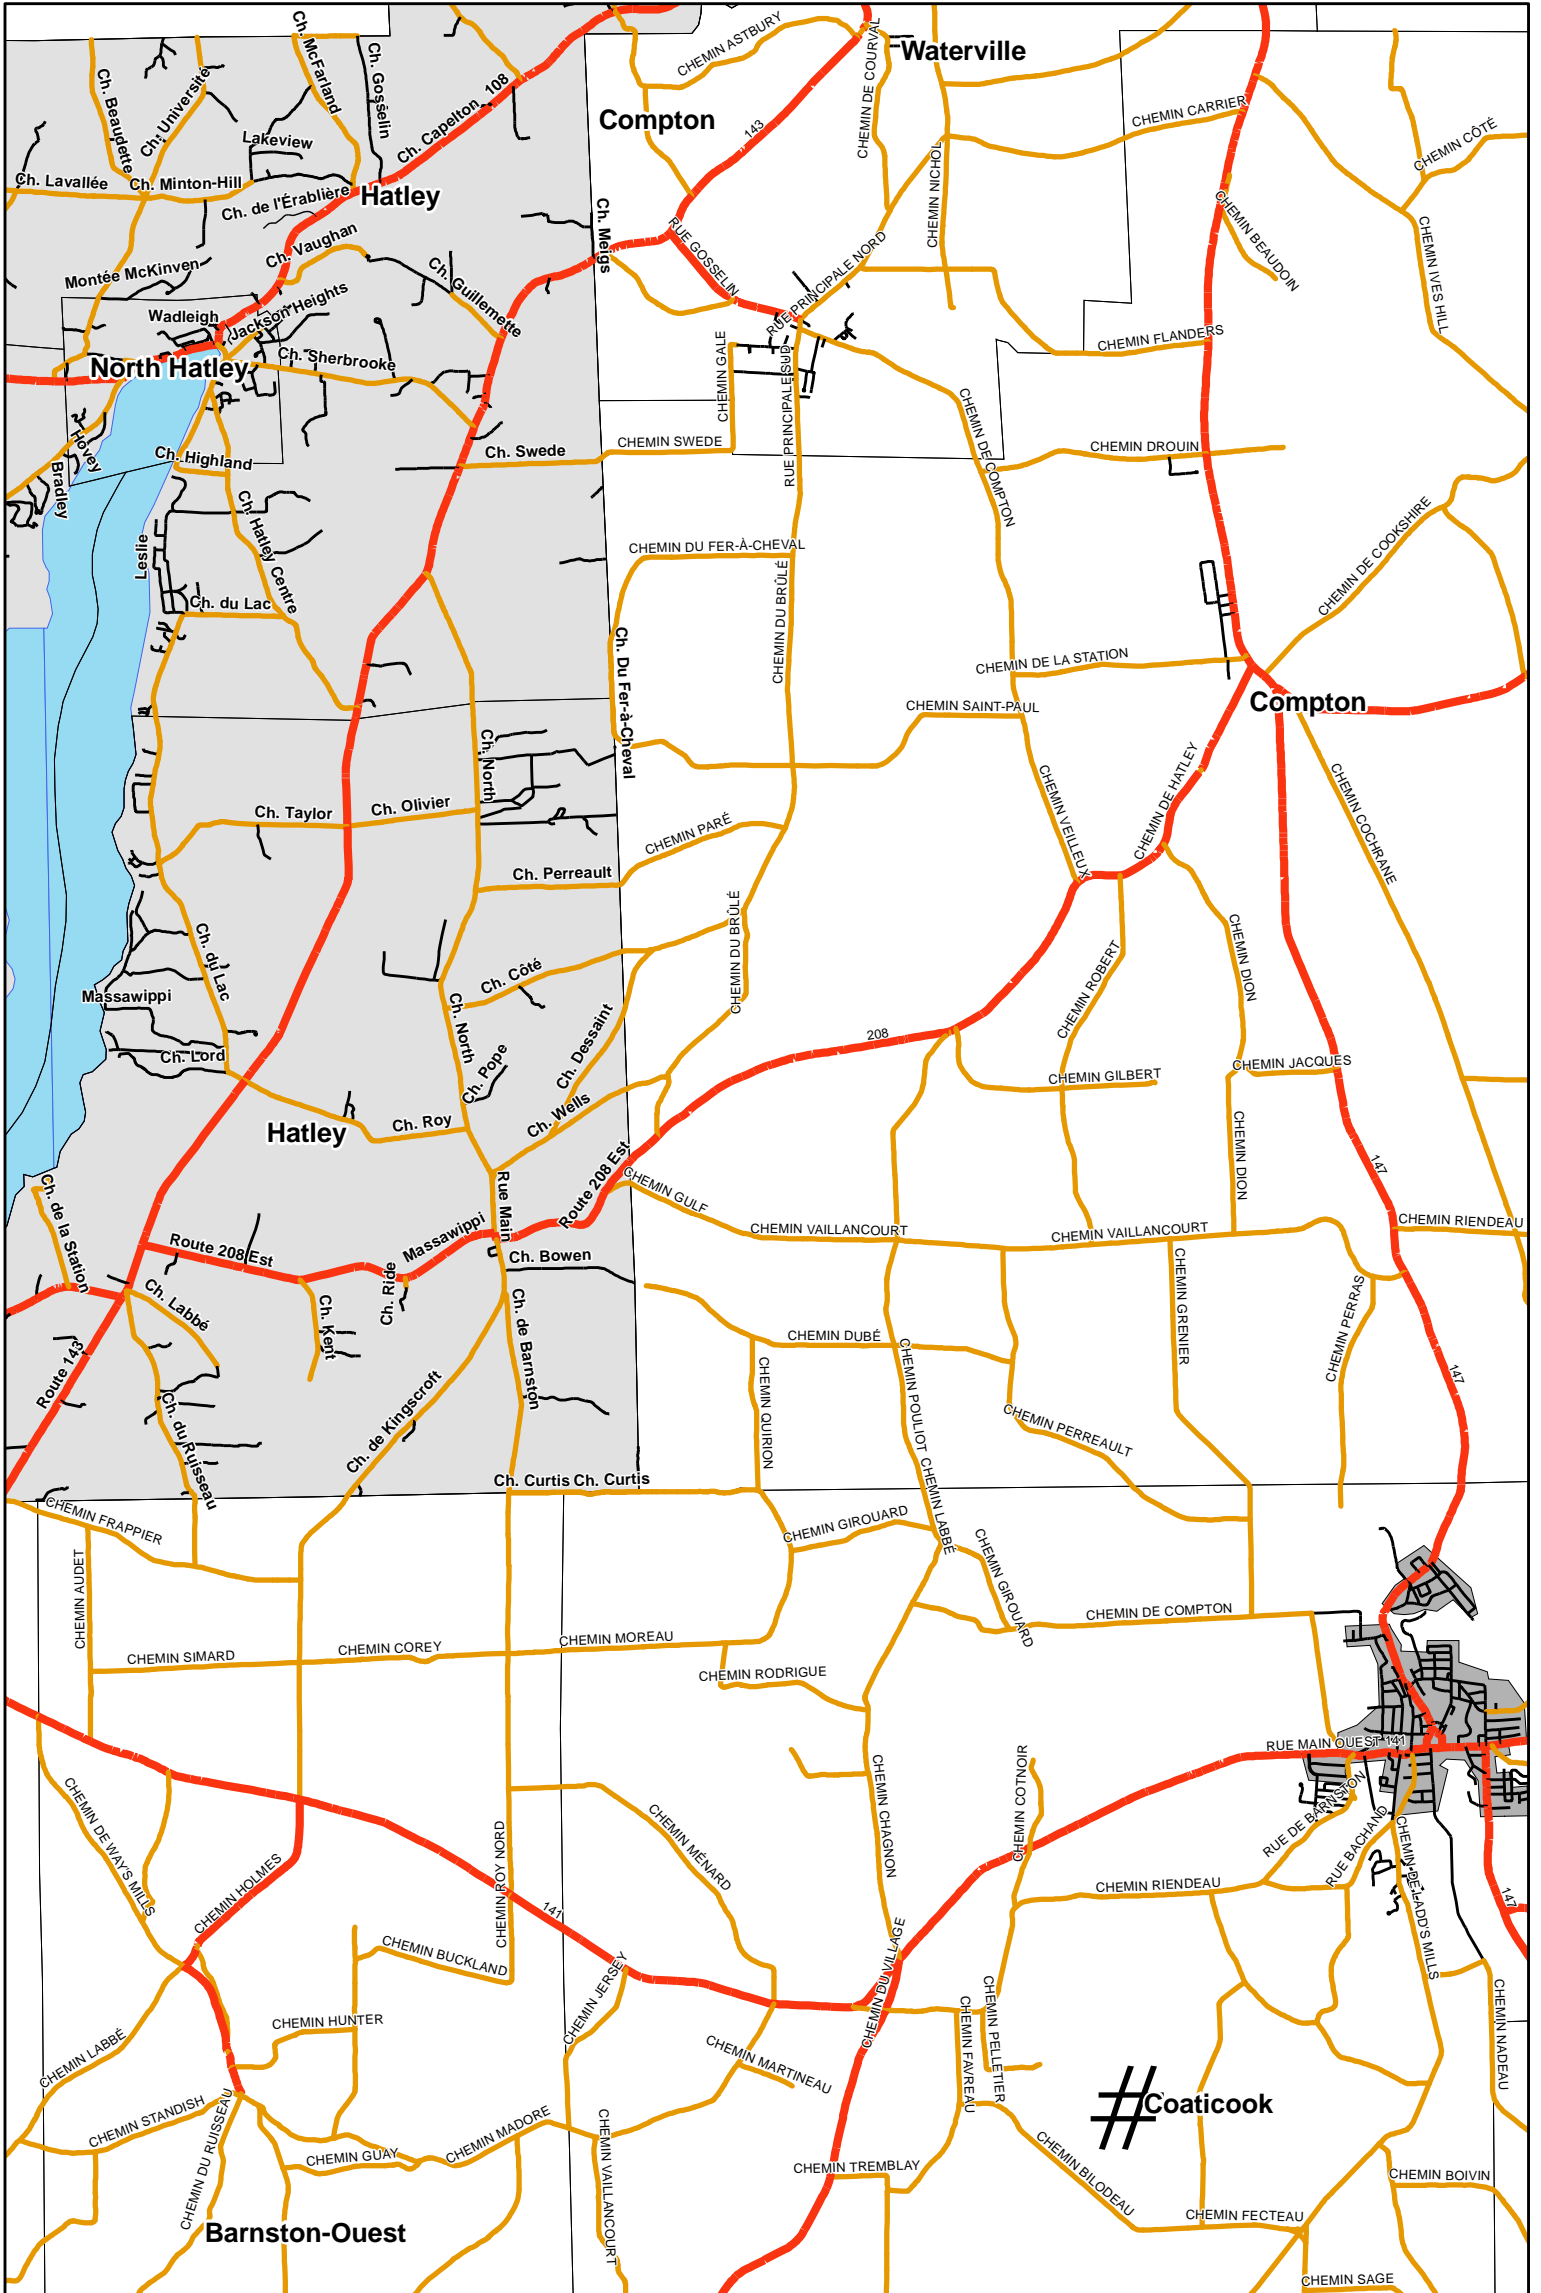 Ch. McFarland
CHEMIN ASTBURY
Waterville
Ch. Gosselin
CHEMIN DE COURVAL
Ch. Beaudette
Ch. Université
Ch. Capelton 108
Compton
143
CHEMIN CARRIER
CHEMIN CÔTÉ
Lakeview
CHEMIN NICHOL
Ch. Lavallée
Ch. Minton-Hill
Ch. de l'Érablière
Hatley
Ch. Meigs
RUE GOSSELIN
CHEMIN BEAUDOIN
CHEMIN IVES HILL
Ch. Vaughan
RUE PRINCIPALE NORD
Montée McKinven
Ch. Guillemette
Wadleigh
Jackson Heights
North Hatley
Ch. Sherbrooke
CHEMIN GALE
RUE PRINCIPALE SUD
CHEMIN FLANDERS
Hovey
Bradley
Ch. Highland
Ch. Swede
CHEMIN SWEDE
CHEMIN DE COMPTON
CHEMIN DROUIN
Leslie
Ch. Hatley Centre
CHEMIN DU FER-À-CHEVAL
CHEMIN DU BRÛLÉ
CHEMIN DE COOKSHIRE
Ch. du Lac
Ch. Du Fer-à-Cheval
CHEMIN DE LA STATION
CHEMIN SAINT-PAUL
Compton
Ch. North
CHEMIN VEILLEUX
CHEMIN DE HATLEY
CHEMIN COCHRANE
Ch. Taylor
Ch. Olivier
CHEMIN PARÉ
Ch. Perreault
CHEMIN DU BRÛLÉ
Ch. du Lac
Ch. Côté
CHEMIN ROBERT
CHEMIN DION
Massawippi
Ch. North
Ch. Dessaint
208
Ch. Lord
Ch. Pope
CHEMIN GILBERT
CHEMIN JACQUES
Hatley
Ch. Roy
Ch. Wells
CHEMIN DION
147
Ch. de la Station
Rue Main
Route 208 Est
CHEMIN GULF
CHEMIN VAILLANCOURT
CHEMIN VAILLANCOURT
CHEMIN RIENDEAU
Route 208 Est
Massawippi
Ch. Bowen
Ch. Labbé
Ch. Kent
Ch. Ride
Ch. de Barnston
CHEMIN GRENIER
CHEMIN PERRAS
CHEMIN DUBÉ
Route 143
CHEMIN QUIRION
CHEMIN POULIOT
147
Ch. du Ruisseau
Ch. de Kingscroft
CHEMIN PERREAULT
Ch. Curtis
Ch. Curtis
CHEMIN LABBÉ
CHEMIN FRAPPIER
CHEMIN GIROUARD
CHEMIN AUDET
CHEMIN GIROUARD
CHEMIN SIMARD
CHEMIN COREY
CHEMIN MOREAU
CHEMIN DE COMPTON
CHEMIN RODRIGUE
RUE MAIN OUEST 141
CHEMIN DE WAY'S MILLS
CHEMIN MÉNARD
CHEMIN CHAGNON
CHEMIN COTNOIR
RUE DE BARNSTON
RUE BACHAND
CHEMIN DE LADD'S MILLS
CHEMIN HOLMES
CHEMIN ROY NORD
141
CHEMIN RIENDEAU
147
CHEMIN BUCKLAND
CHEMIN JERSEY
CHEMIN DU VILLAGE
CHEMIN HUNTER
CHEMIN LABBÉ
CHEMIN MARTINEAU
CHEMIN FAVREAU
CHEMIN PELLETIER
CHEMIN NADEAU
Coaticook
CHEMIN STANDISH
CHEMIN DU RUISSEAU
CHEMIN GUAY
CHEMIN MADORE
CHEMIN VAILLANCOURT
CHEMIN TREMBLAY
CHEMIN BILODEAU
CHEMIN BOIVIN
Barnston-Ouest
CHEMIN FECTEAU
CHEMIN SAGE